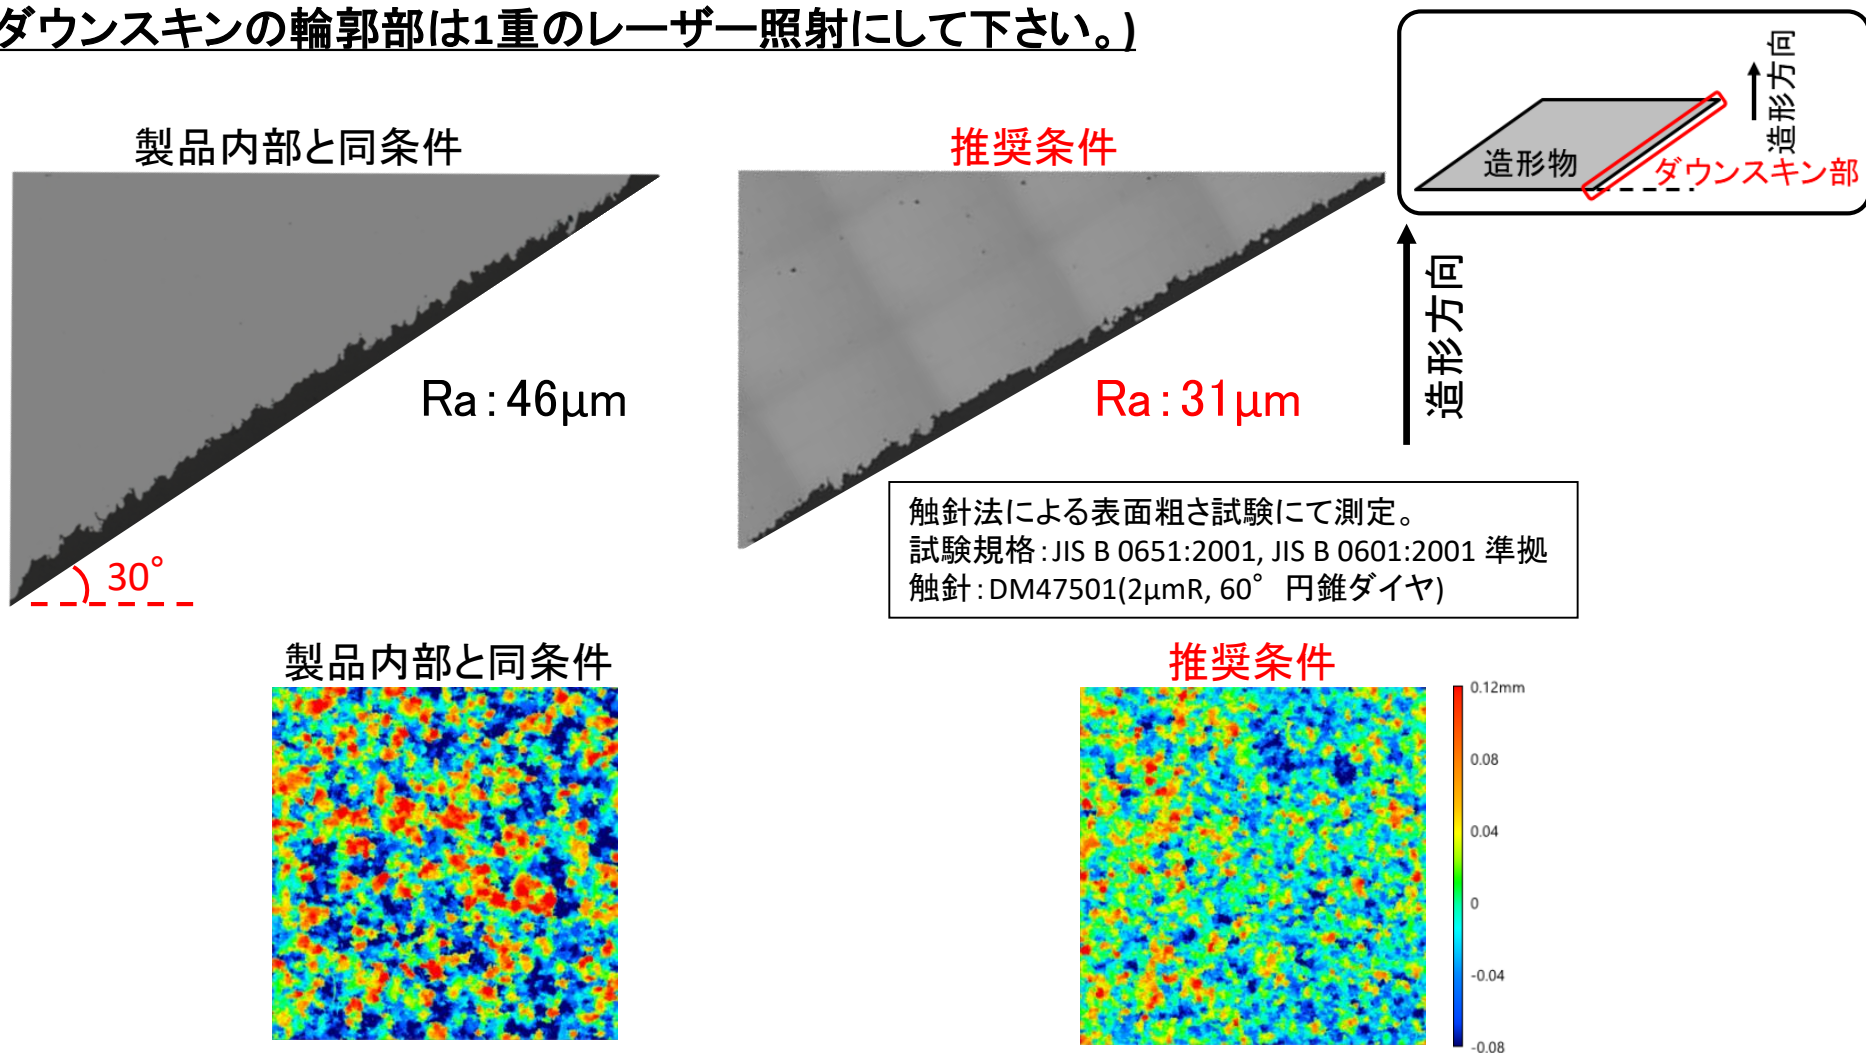 ダウンスキンの輪郭部は1重のレーザー照射にして下さい。)
造形方向
造形物
ダウンスキン部
製品内部と同条件
推奨条件
Ra:46μm
Ra:31μm
造形方向
30°
触針法による表面粗さ試験にて測定。
試験規格:JIS B 0651:2001, JIS B 0601:2001 準拠
触針:DM47501(2μmR, 60° 円錐ダイヤ)
製品内部と同条件
推奨条件
0.12mm
0.08
0.04
0
-0.04
-0.08